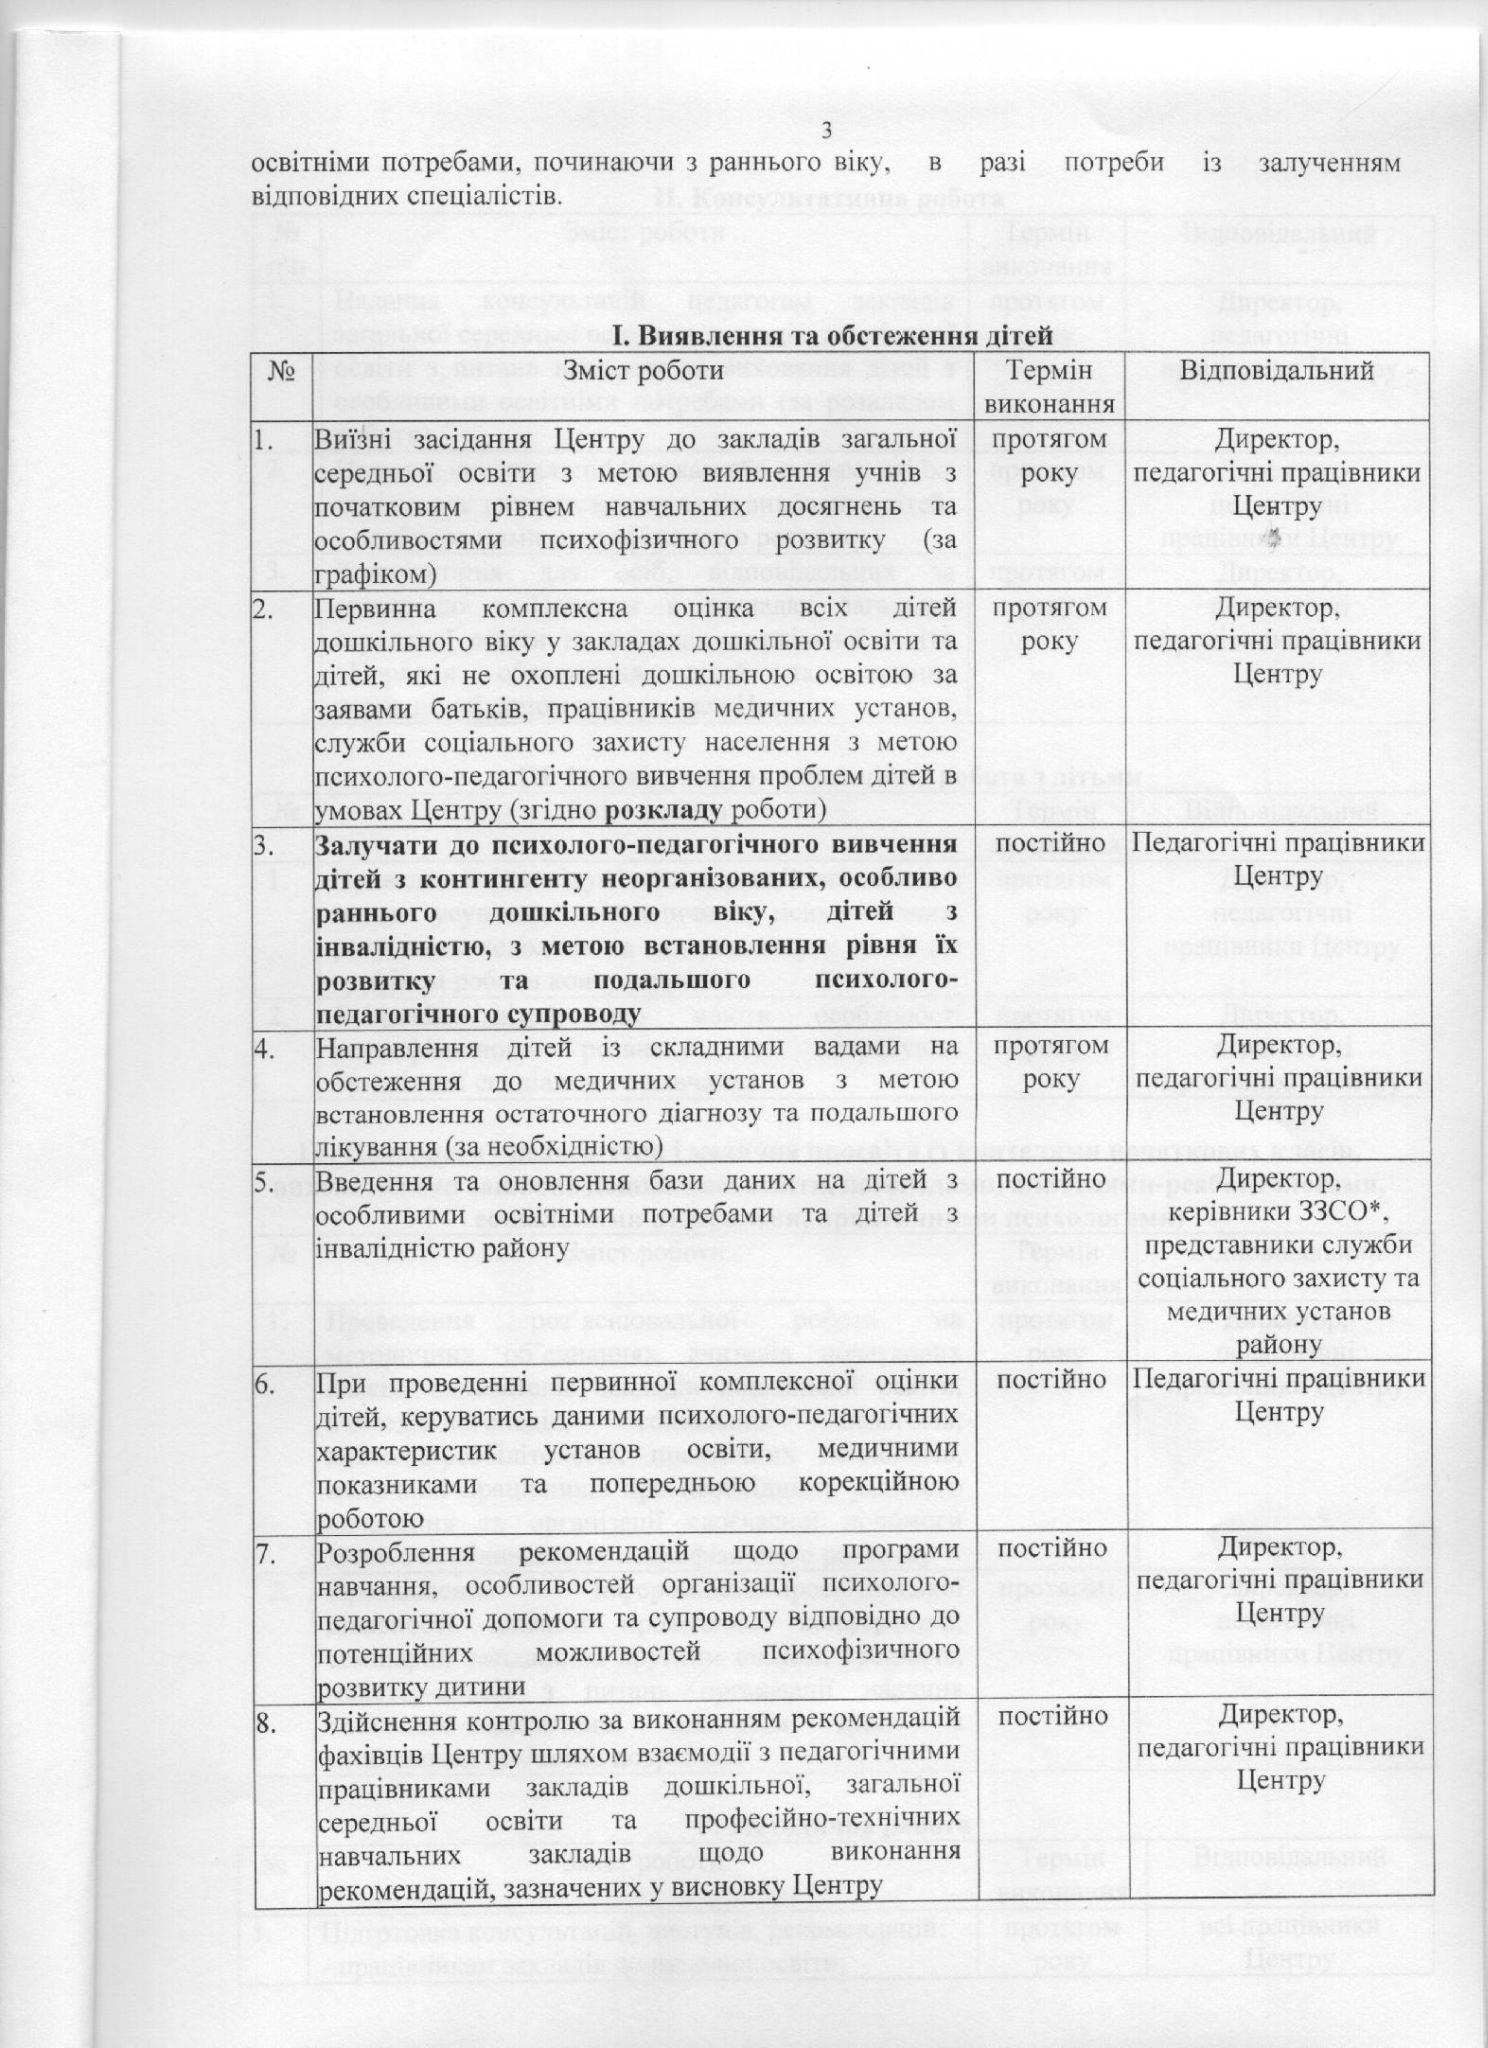 3
освітніми потребами, починаючи з раннього віку, в разі потреби із залученням
відповідних спеціалістів.
І. Виявлення та обстеження дітей
№
Зміст роботи
Термін
виконання
Відповідальний
1.
Виїзні засідання Центру до закладів загальної
середньої освіти з метою виявлення учнів з
початковим рівнем навчальних досягнень та
особливостями психофізичного розвитку (за
графіком)
протягом
року
Директор,
педагогічні працівники
Центру
2.
Первинна комплексна оцінка всіх дітей
дошкільного віку у закладах дошкільної освіти та
дітей, які не охоплені дошкільною освітою за
заявами батьків, працівників медичних установ,
служби соціального захисту населення з метою
психолого-педагогічного вивчення проблем дітей в
умовах Центру (згідно розкладу роботи)
протягом
року
Директор,
педагогічні працівники
Центру
3.
Залучати до психолого-педагогічного вивчення
дітей з контингенту неорганізованих, особливо
раннього дошкільного віку, дітей з
інвалідністю, з метою встановлення рівня їх
розвитку та подальшого психолого-
педагогічного супроводу
постійно
Педагогічні працівники
Центру
4.
Направлення дітей із складними вадами на
обстеження до медичних установ з метою
встановлення остаточного діагнозу та подальшого
лікування (за необхідністю)
протягом
року
Директор,
педагогічні працівники
Центру
5.
Введення та оновлення бази даних на дітей з
особливими освітніми потребами та дітей з
інвалідністю району
постійно
Директор,
керівники ЗЗСО*,
представники служби
соціального захисту та
медичних установ
району
6.
При проведенні первинної комплексної оцінки
дітей, керуватись даними психолого-педагогічних
характеристик установ освіти, медичними
показниками та попередньою корекційною
роботою
постійно
Педагогічні працівники
Центру
7.
Розроблення рекомендацій щодо програми
навчання, особливостей організації психолого-
педагогічної допомоги та супроводу відповідно до
потенційних можливостей психофізичного
розвитку дитини
постійно
Директор,
педагогічні працівники
Центру
8.
Здійснення контролю за виконанням рекомендацій
фахівців Центру шляхом взаємодії з педагогічними
працівниками закладів дошкільної, загальної
середньої освіти та професійно-технічних
навчальних закладів щодо виконання
рекомендацій, зазначених у висновку Центру
постійно
Директор,
педагогічні працівники
Центру